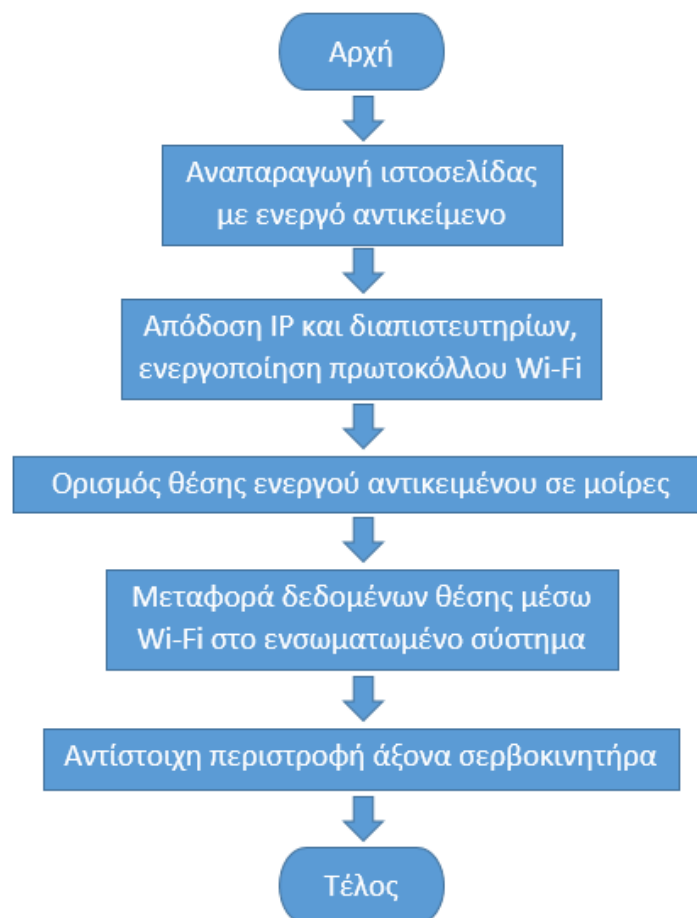 Αρχή
Αναπαραγωγή ιστοσελίδας
με ενεργό αντικείμενο
Απόδοση IP και διαπιστευτηρίων,
ενεργοποίηση πρωτοκόλλου Wi-Fi
Ορισμός θέσης ενεργού αντικειμένου σε μοίρες
Μεταφορά δεδομένων θέσης μέσω
Wi-Fi στο ενσωματωμένο σύστημα
Αντίστοιχη περιστροφή άξονα σερβοκινητήρα
Τέλος